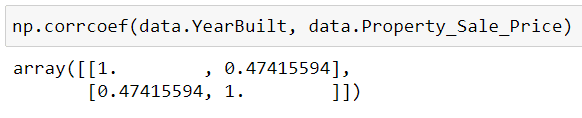 np.corrcoef(data.YearBuilt, data.Property_Sale_Price)
array([[1.        , 0.47415594],
       [0.47415594, 1.        ]])